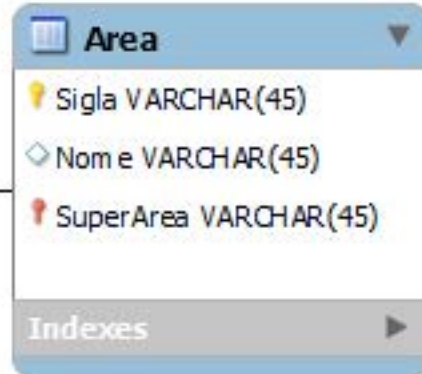 Area
Sigla VARCHAR(45)
Nome VARCHAR(45)
SuperArea VARCHAR(45)
Indexes